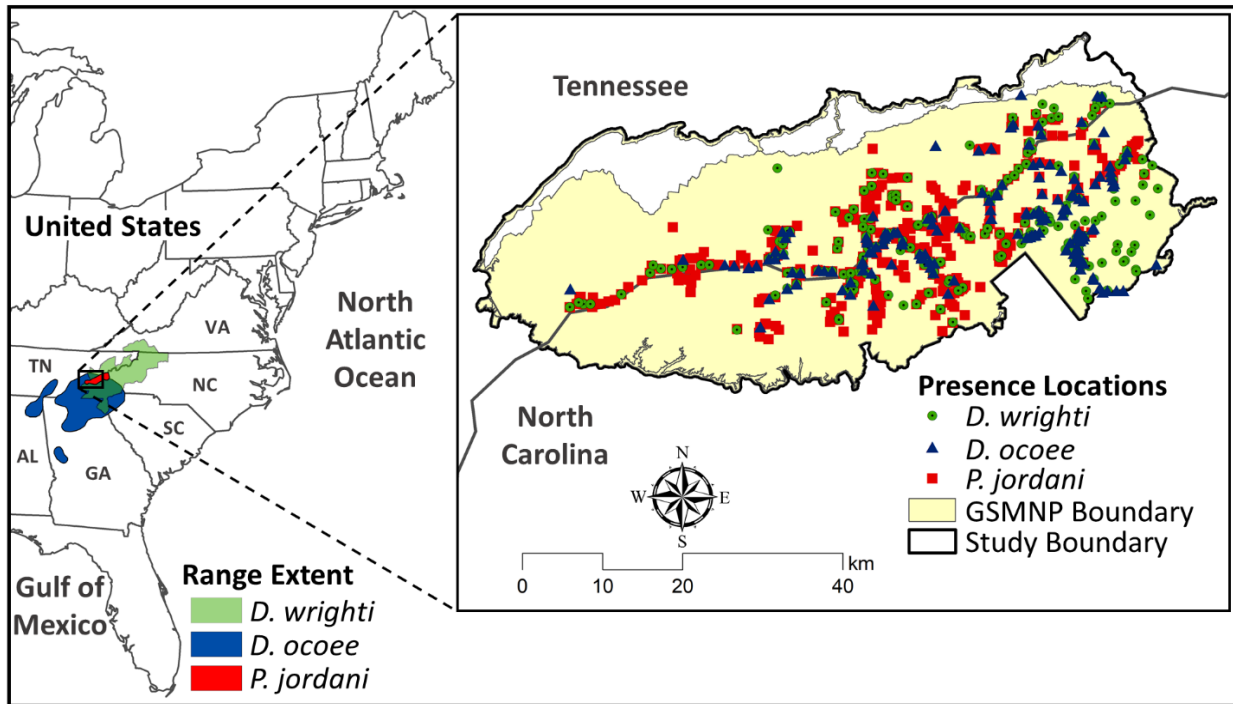 United States
North
Atlantic
Ocean
VA
TN
NC
SC
AL
GA
Gulf of
Mexico
Range Extent
D. wrighti
D. ocoee
P. jordani
Tennessee
North
Carolina
N
W
E
S
0
10
20
40
km
Presence Locations
D. wrighti
D. ocoee
P. jordani
GSMNP Boundary
Study Boundary